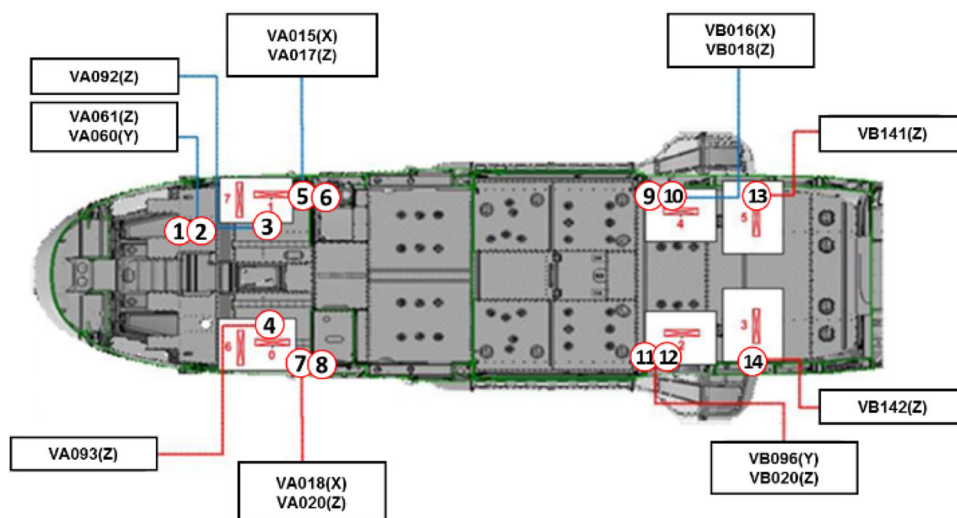 VA015(X)
VA017(Z)
VB016(X)
VB018(Z)
VA092(Z)
VA061(Z)
VA060(Y)
VB141(Z)
7
1
5
6
9
10
13
3
4
5
1
2
4
6
0
7
8
2
3
11
12
14
VB142(Z)
VA093(Z)
VB096(Y)
VB020(Z)
VA018(X)
VA020(Z)